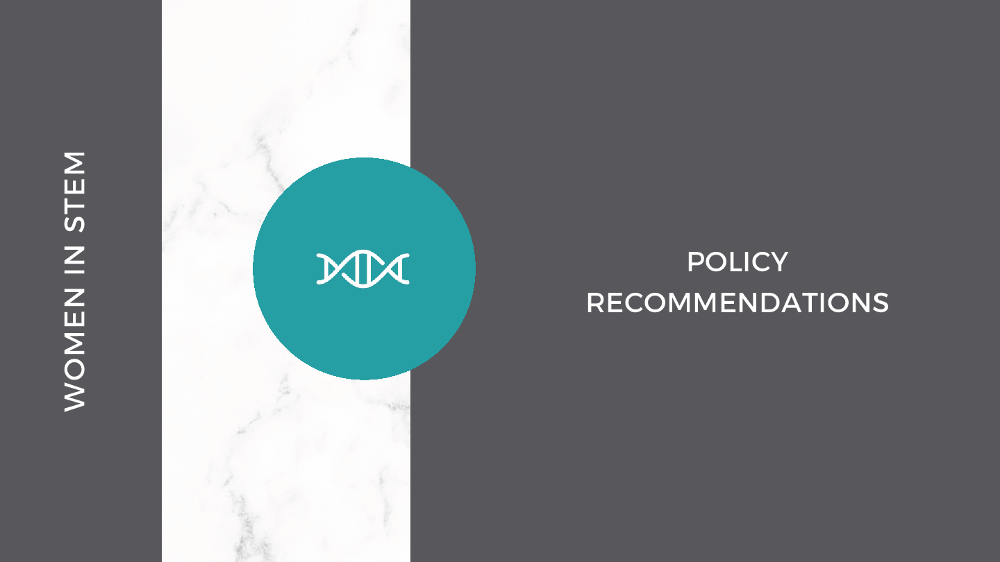 WOMEN IN STEM
POLICY
RECOMMENDATIONS